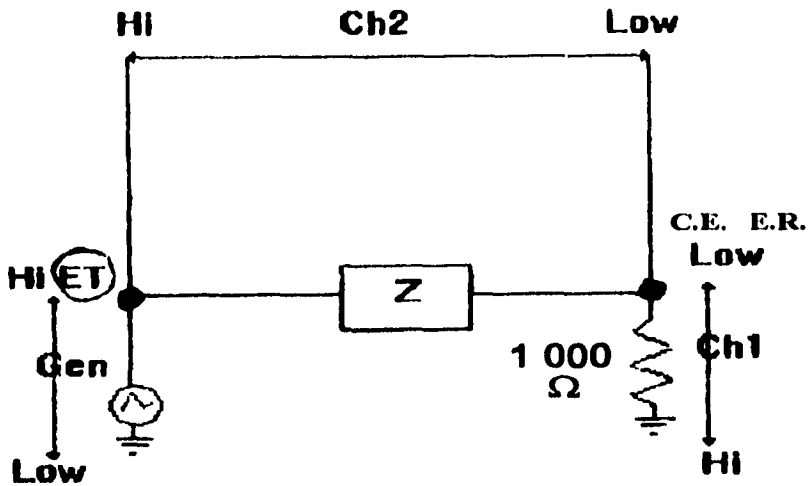 Hi Ch2 Low
C.E. E.R.
Low
Hi ET
Z
Gen
1 000
Ω
Ch1
Low
Hi